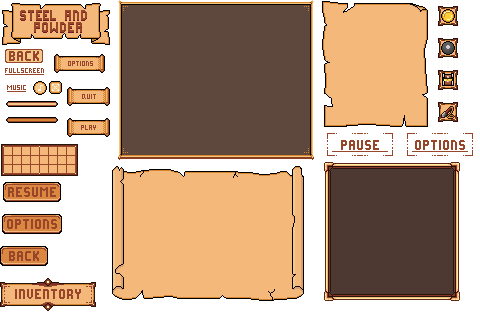 STEEL AND
POWDER
BACK
FULLSCREEN
OPTIONS
MUSIC
QUIT
PLAY
PAUSE
OPTIONS
RESUME
OPTIONS
BACK
INVENTORY